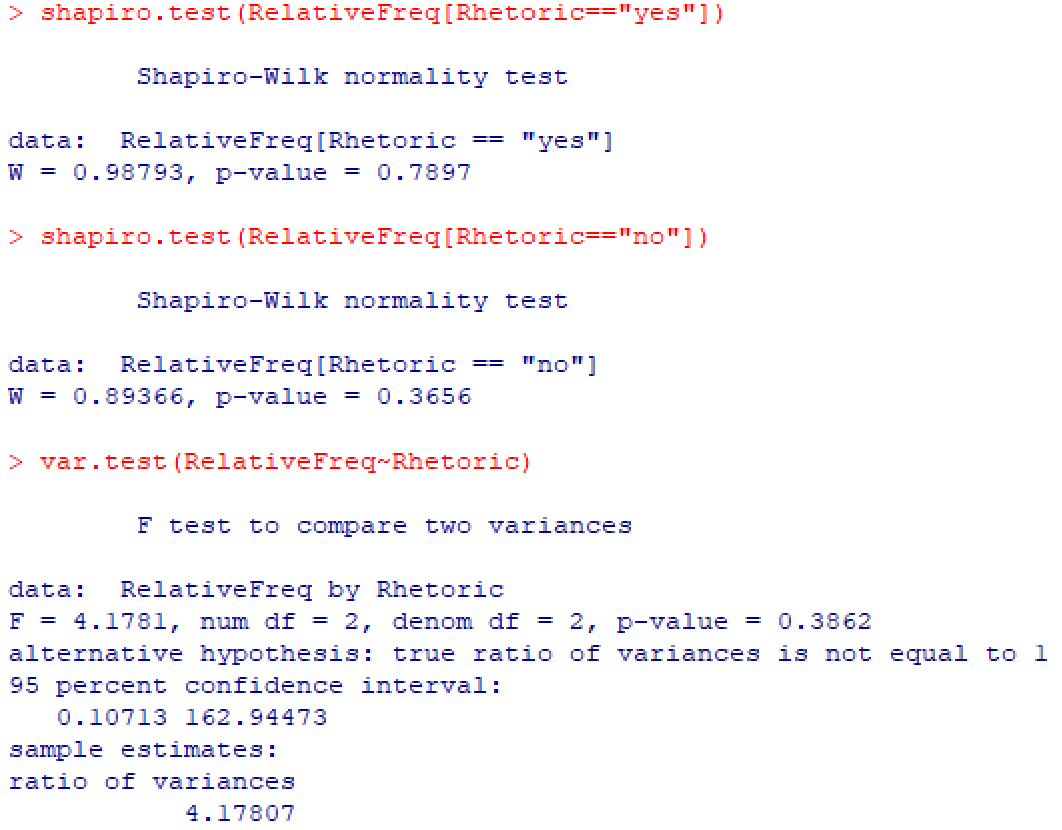 > shapiro.test(RelativeFreq[Rhetoric=="yes"])
Shapiro-Wilk normality test
data:  RelativeFreq[Rhetoric == "yes"]
W = 0.98793, p-value = 0.7897
> shapiro.test(RelativeFreq[Rhetoric=="no"])
Shapiro-Wilk normality test
data:  RelativeFreq[Rhetoric == "no"]
W = 0.89366, p-value = 0.3656
> var.test(RelativeFreq~Rhetoric)
F test to compare two variances
data:  RelativeFreq by Rhetoric
F = 4.1781, num df = 2, denom df = 2, p-value = 0.3862
alternative hypothesis: true ratio of variances is not equal to 1
95 percent confidence interval:
0.10713 162.94473
sample estimates:
ratio of variances
4.17807